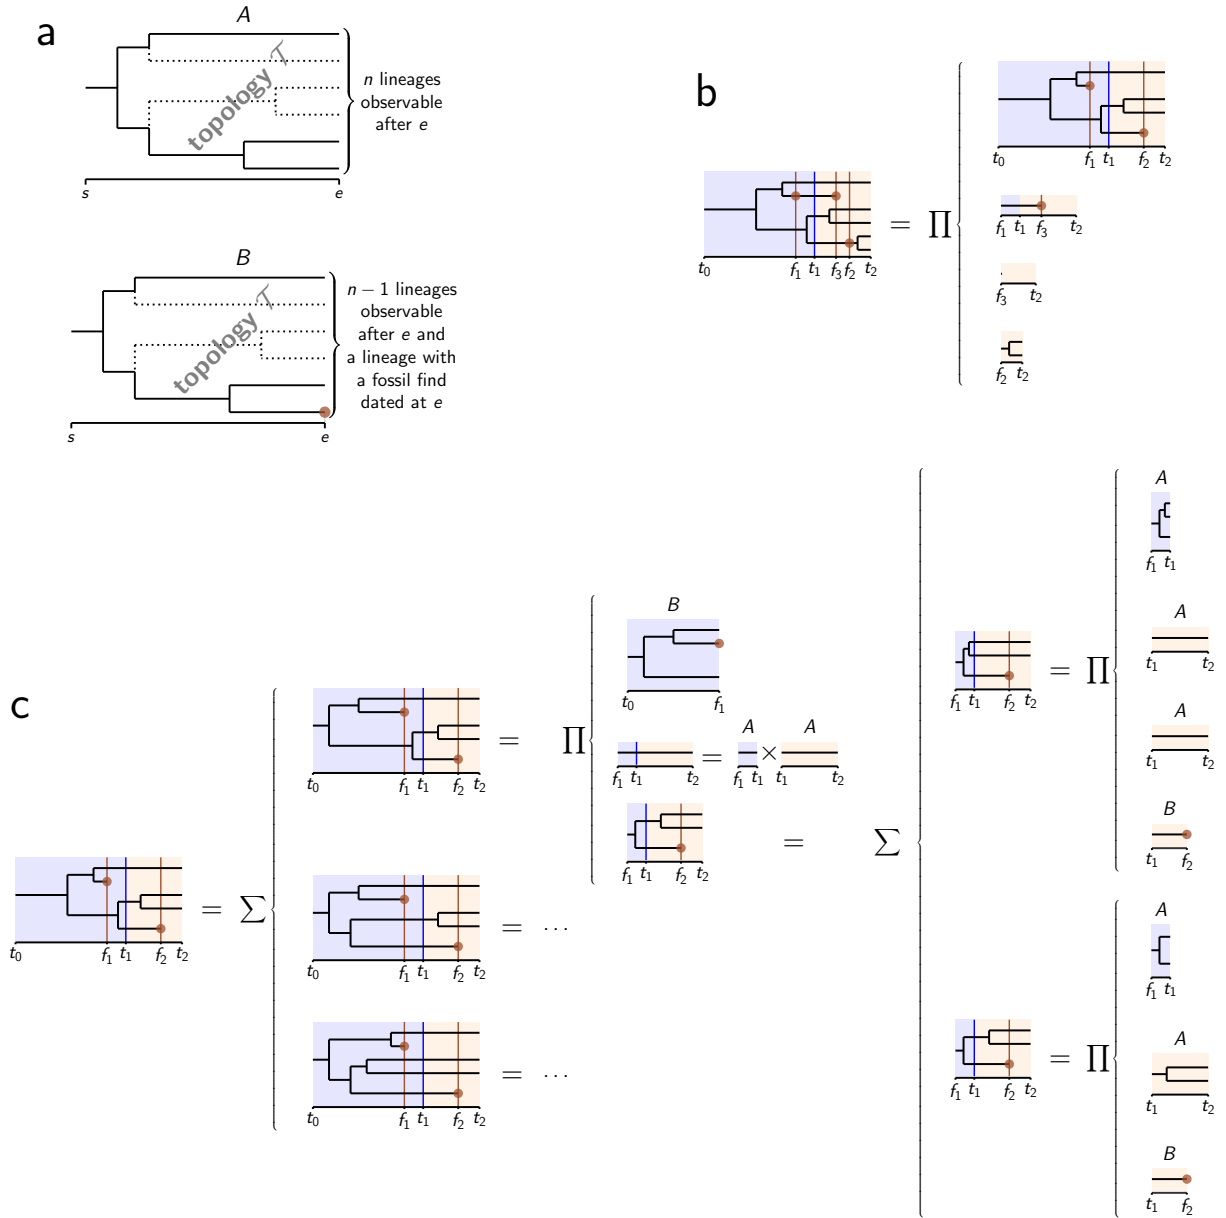 a
A
topology 𝒯
n lineages
observable
after e
s e
B
topology 𝒯
n − 1 lineages
observable
after e and
a lineage with
a fossil find
dated at e
s e
b
t0 f1 t1 f3 f2 t2
= ∏
t0 f1 t1 f2 t2
f1 t1 f3 t2
f3 t2
f2 t2
c
t0 f1 t1 f2 t2
= ∑
t0 f1 t1 f2 t2
= ∏
B
t0 f1
f1 t1 t2
=
A
f1 t1
×
A
t1 t2
f1 t1 f2 t2
= ∑
t0 f1 t1 f2 t2
= ···
t0 f1 t1 f2 t2
= ···
f1 t1 f2 t2
= ∏
A
f1 t1
A
t1 t2
A
t1 t2
B
t1 f2
f1 t1 f2 t2
= ∏
A
f1 t1
A
t1 t2
B
t1 f2